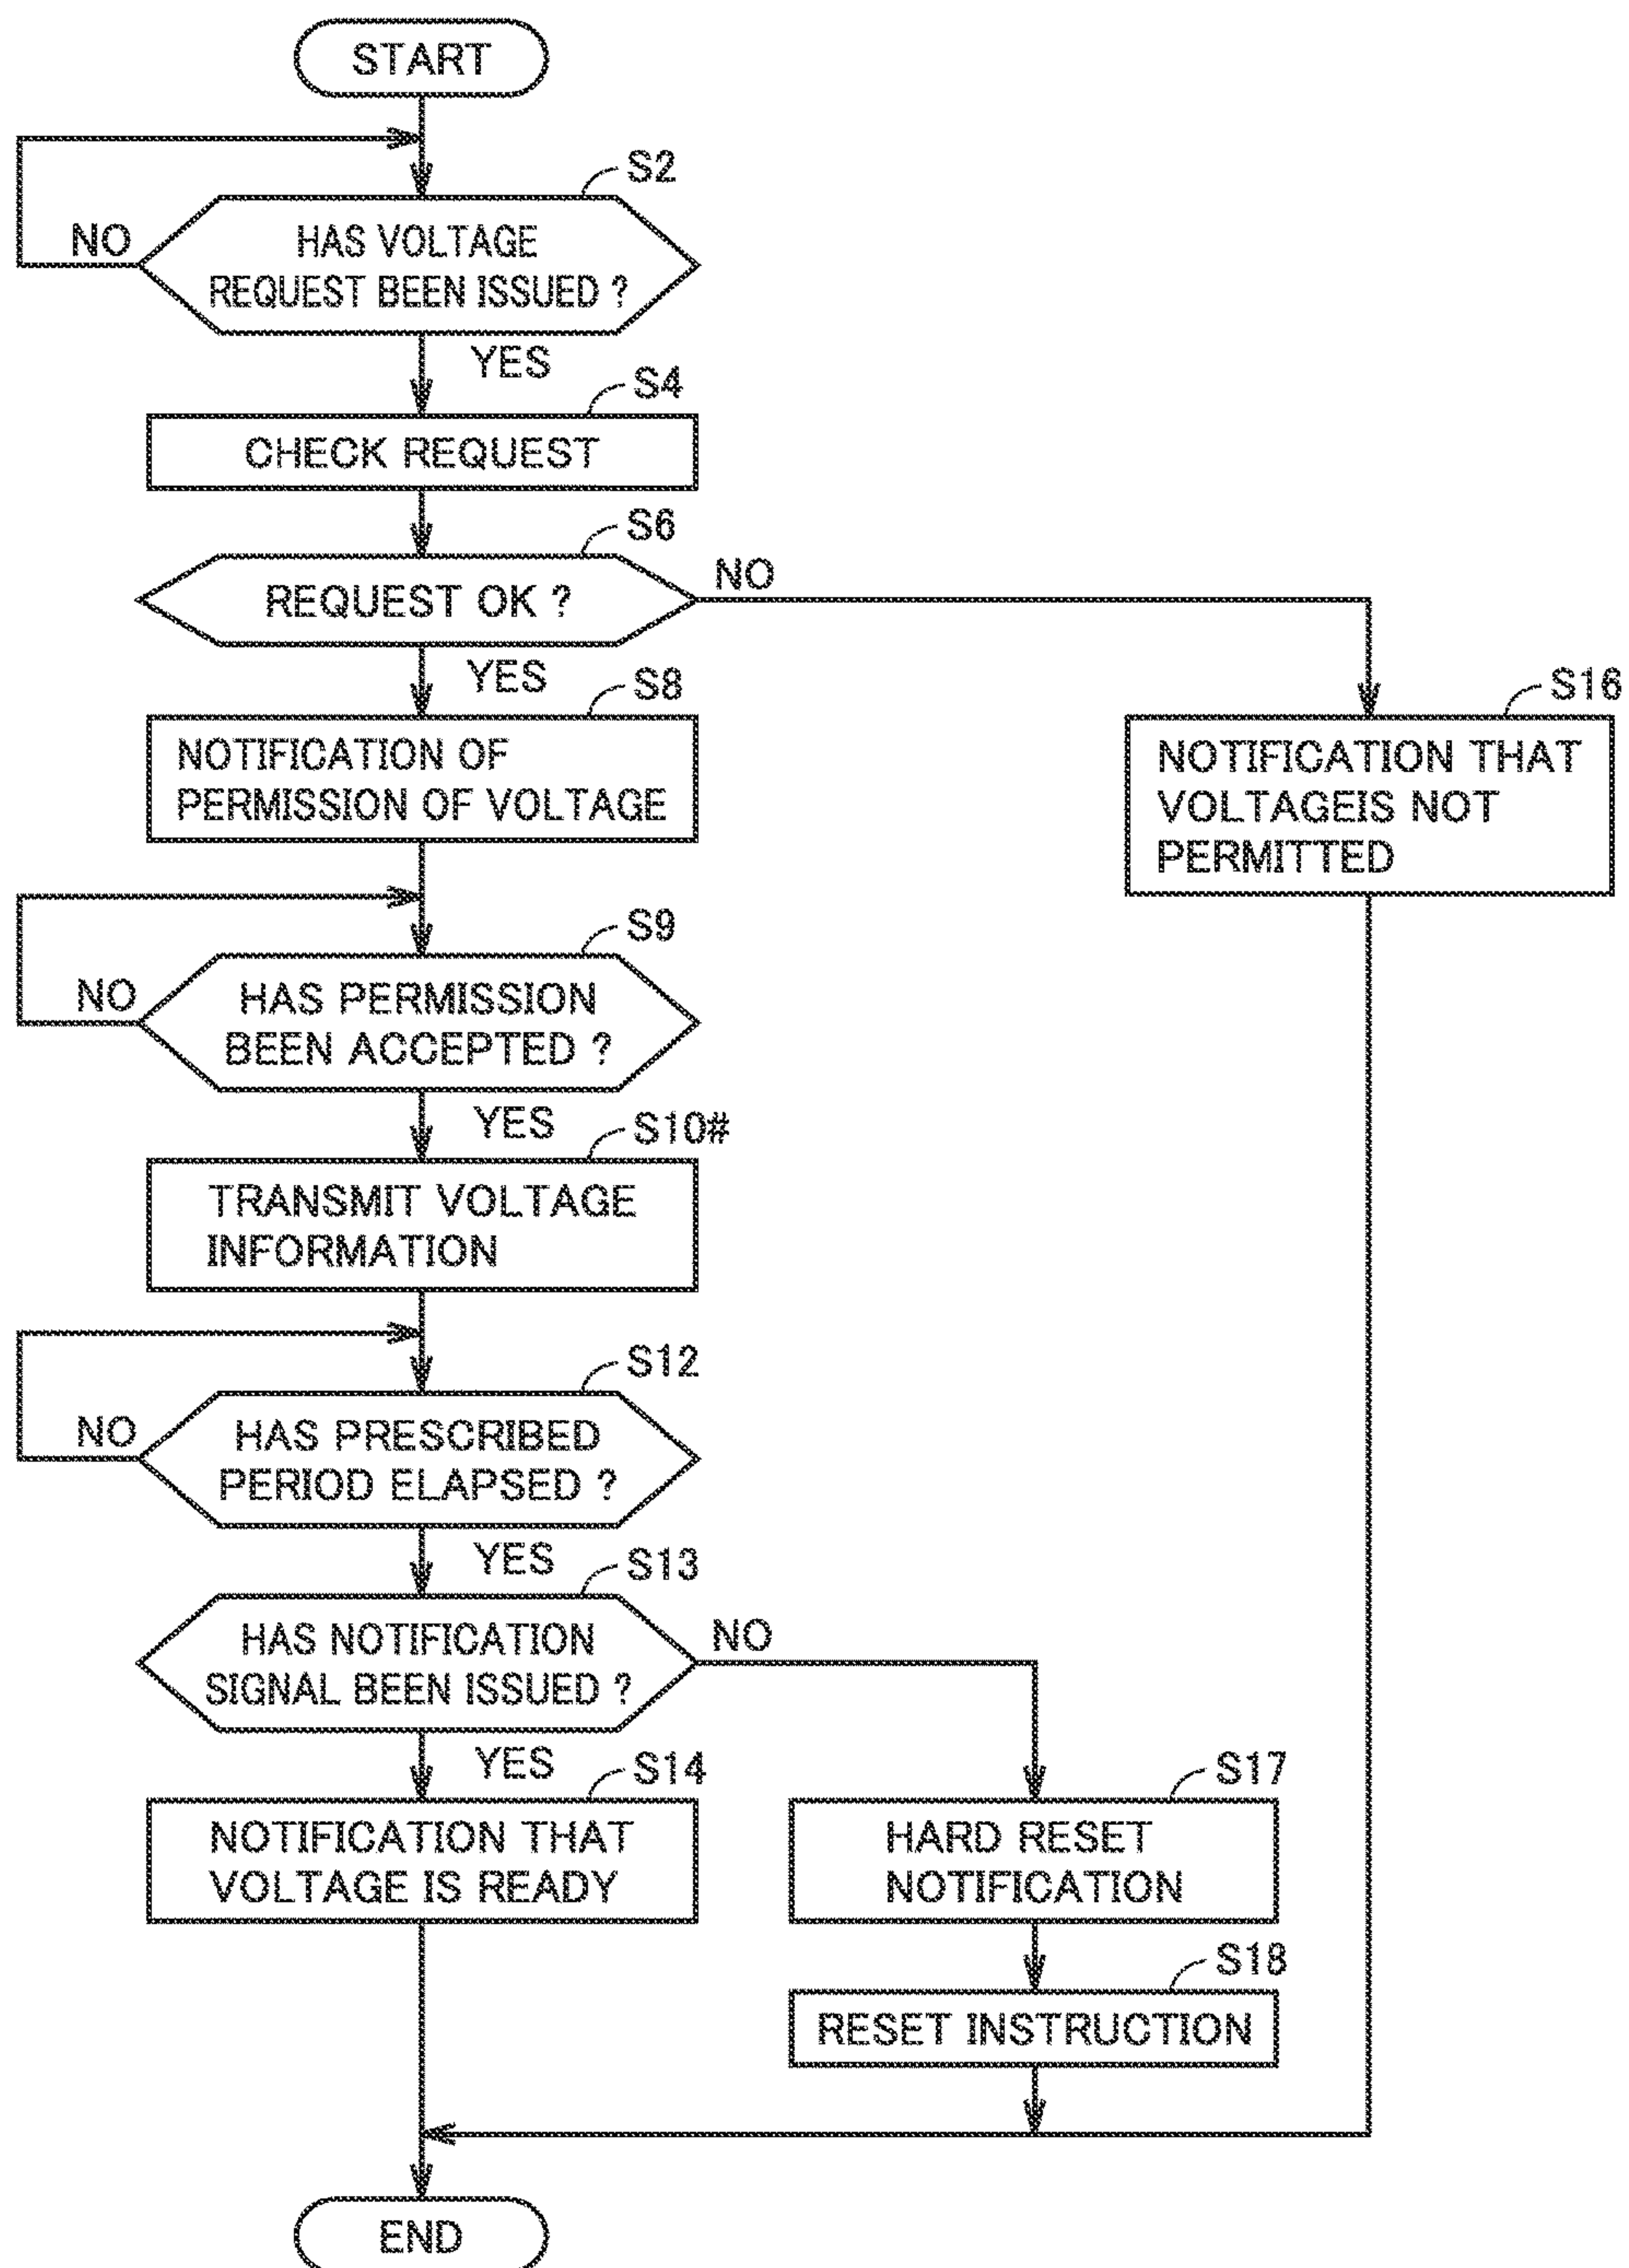 START
S2
NO
HAS VOLTAGE
REQUEST BEEN ISSUED ?
YES
S4
CHECK REQUEST
S6
REQUEST OK ?
NO
YES
S8
NOTIFICATION OF
PERMISSION OF VOLTAGE
S16
NOTIFICATION THAT
VOLTAGEIS NOT
PERMITTED
S9
NO
HAS PERMISSION
BEEN ACCEPTED ?
YES
S10#
TRANSMIT VOLTAGE
INFORMATION
S12
NO
HAS PRESCRIBED
PERIOD ELAPSED ?
YES
S13
HAS NOTIFICATION
SIGNAL BEEN ISSUED ?
NO
YES
S14
NOTIFICATION THAT
VOLTAGE IS READY
S17
HARD RESET
NOTIFICATION
S18
RESET INSTRUCTION
END